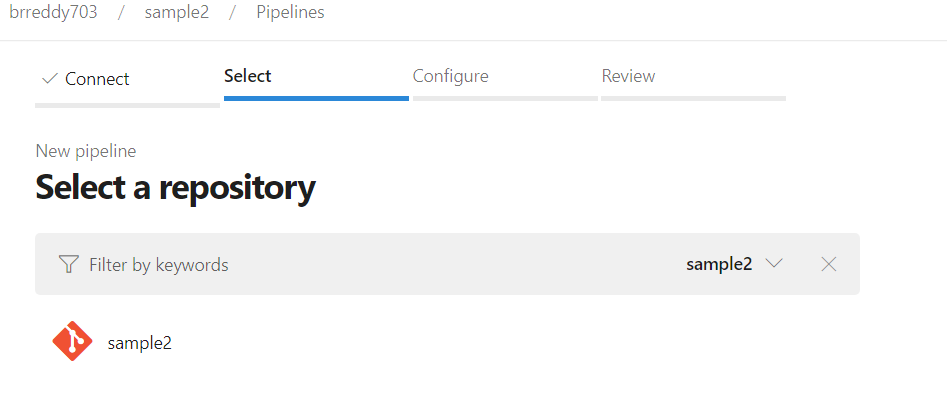 brreddy703 / sample2 / Pipelines
Connect Select Configure Review
New pipeline
Select a repository
Filter by keywords sample2
sample2